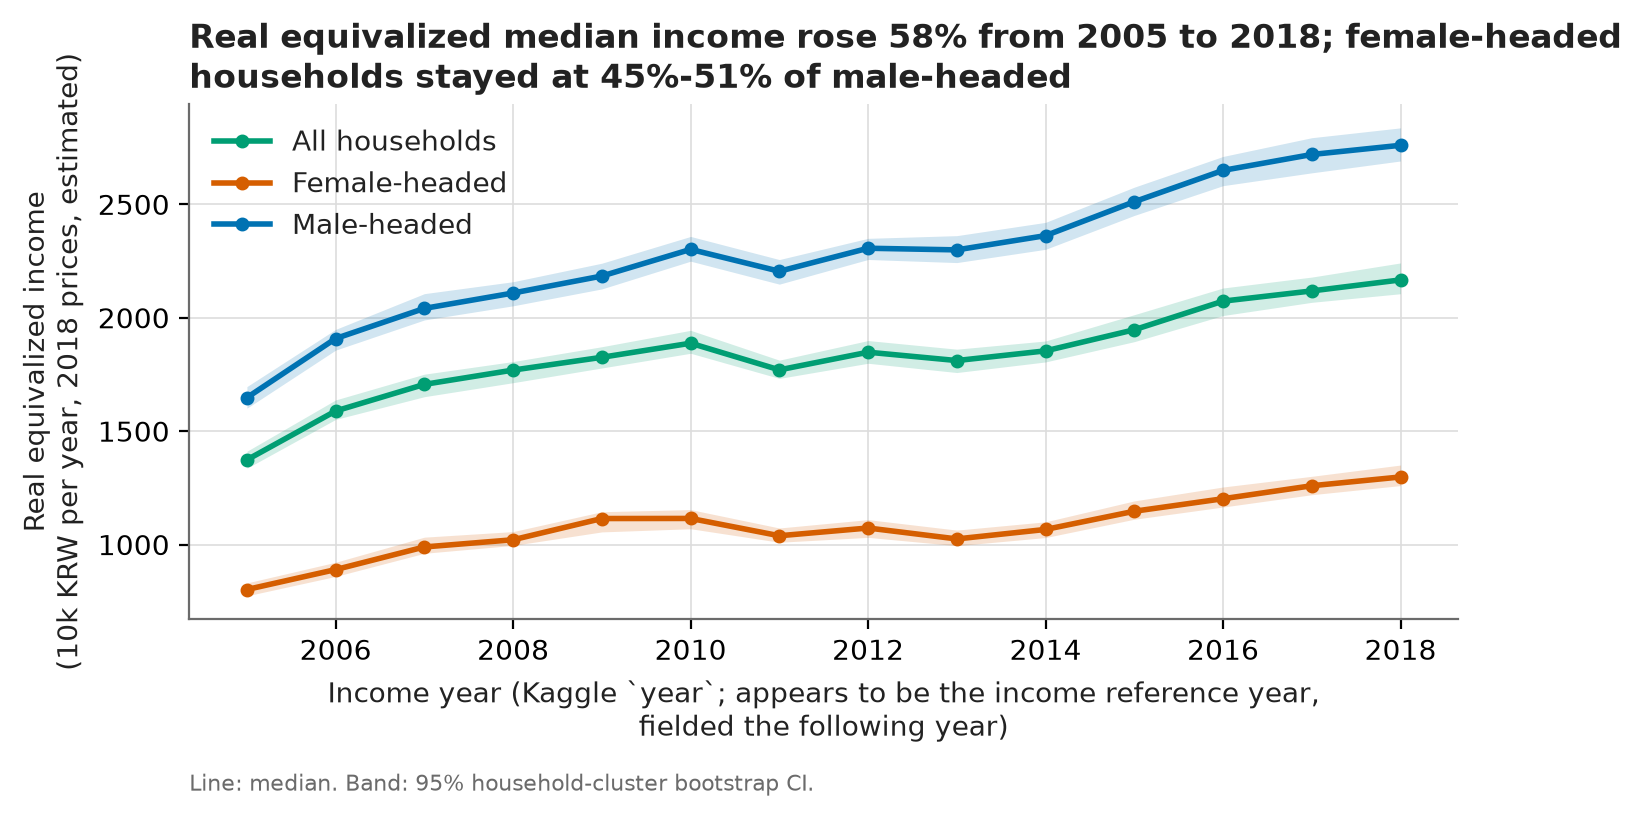 Real equivalized median income rose 58% from 2005 to 2018; female-headed
households stayed at 45%-51% of male-headed
All households
Female-headed
Male-headed
Real equivalized income
(10k KRW per year, 2018 prices, estimated)
2500
2000
1500
1000
2006
2008
2010
2012
2014
2016
2018
Income year (Kaggle `year`; appears to be the income reference year,
fielded the following year)
Line: median. Band: 95% household-cluster bootstrap CI.